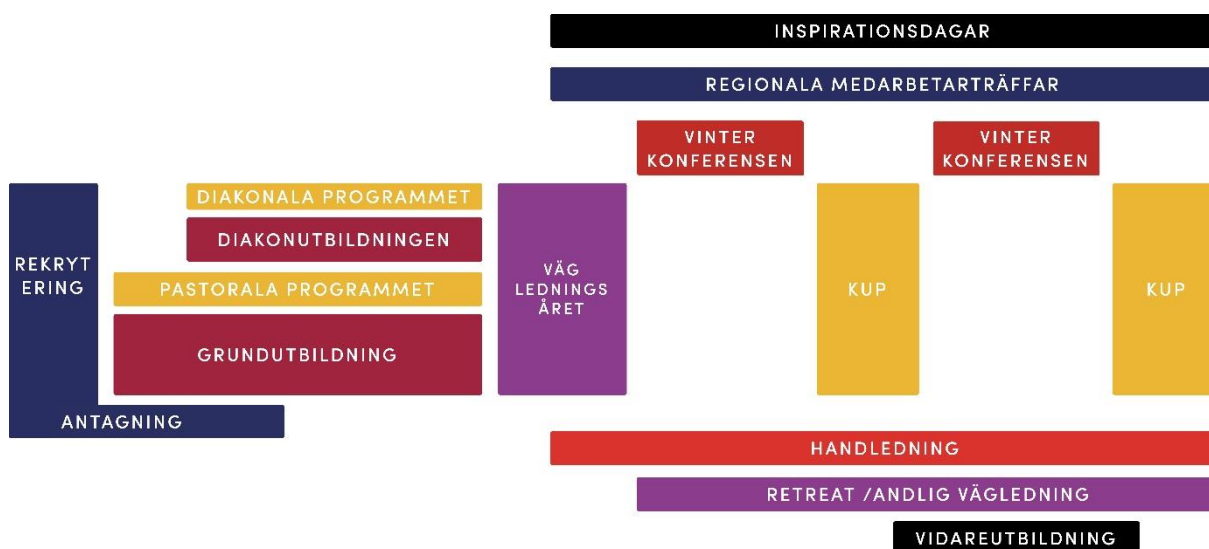 INSPIRATIONSDAGAR
REGIONALA MEDARBETARTRÄFFAR
VINTER
KONFERENSEN
VINTER
KONFERENSEN
DIAKONALA PROGRAMMET
DIAKONUTBILDNINGEN
PASTORALA PROGRAMMET
GRUNDUTBILDNING
REKRYT
ERING
ANTAGNING
VÄG
LEDNINGS
ÅRET
KUP
KUP
HANDLEDNING
RETREAT /ANDLIG VÄGLEDNING
VIDAREUTBILDNING